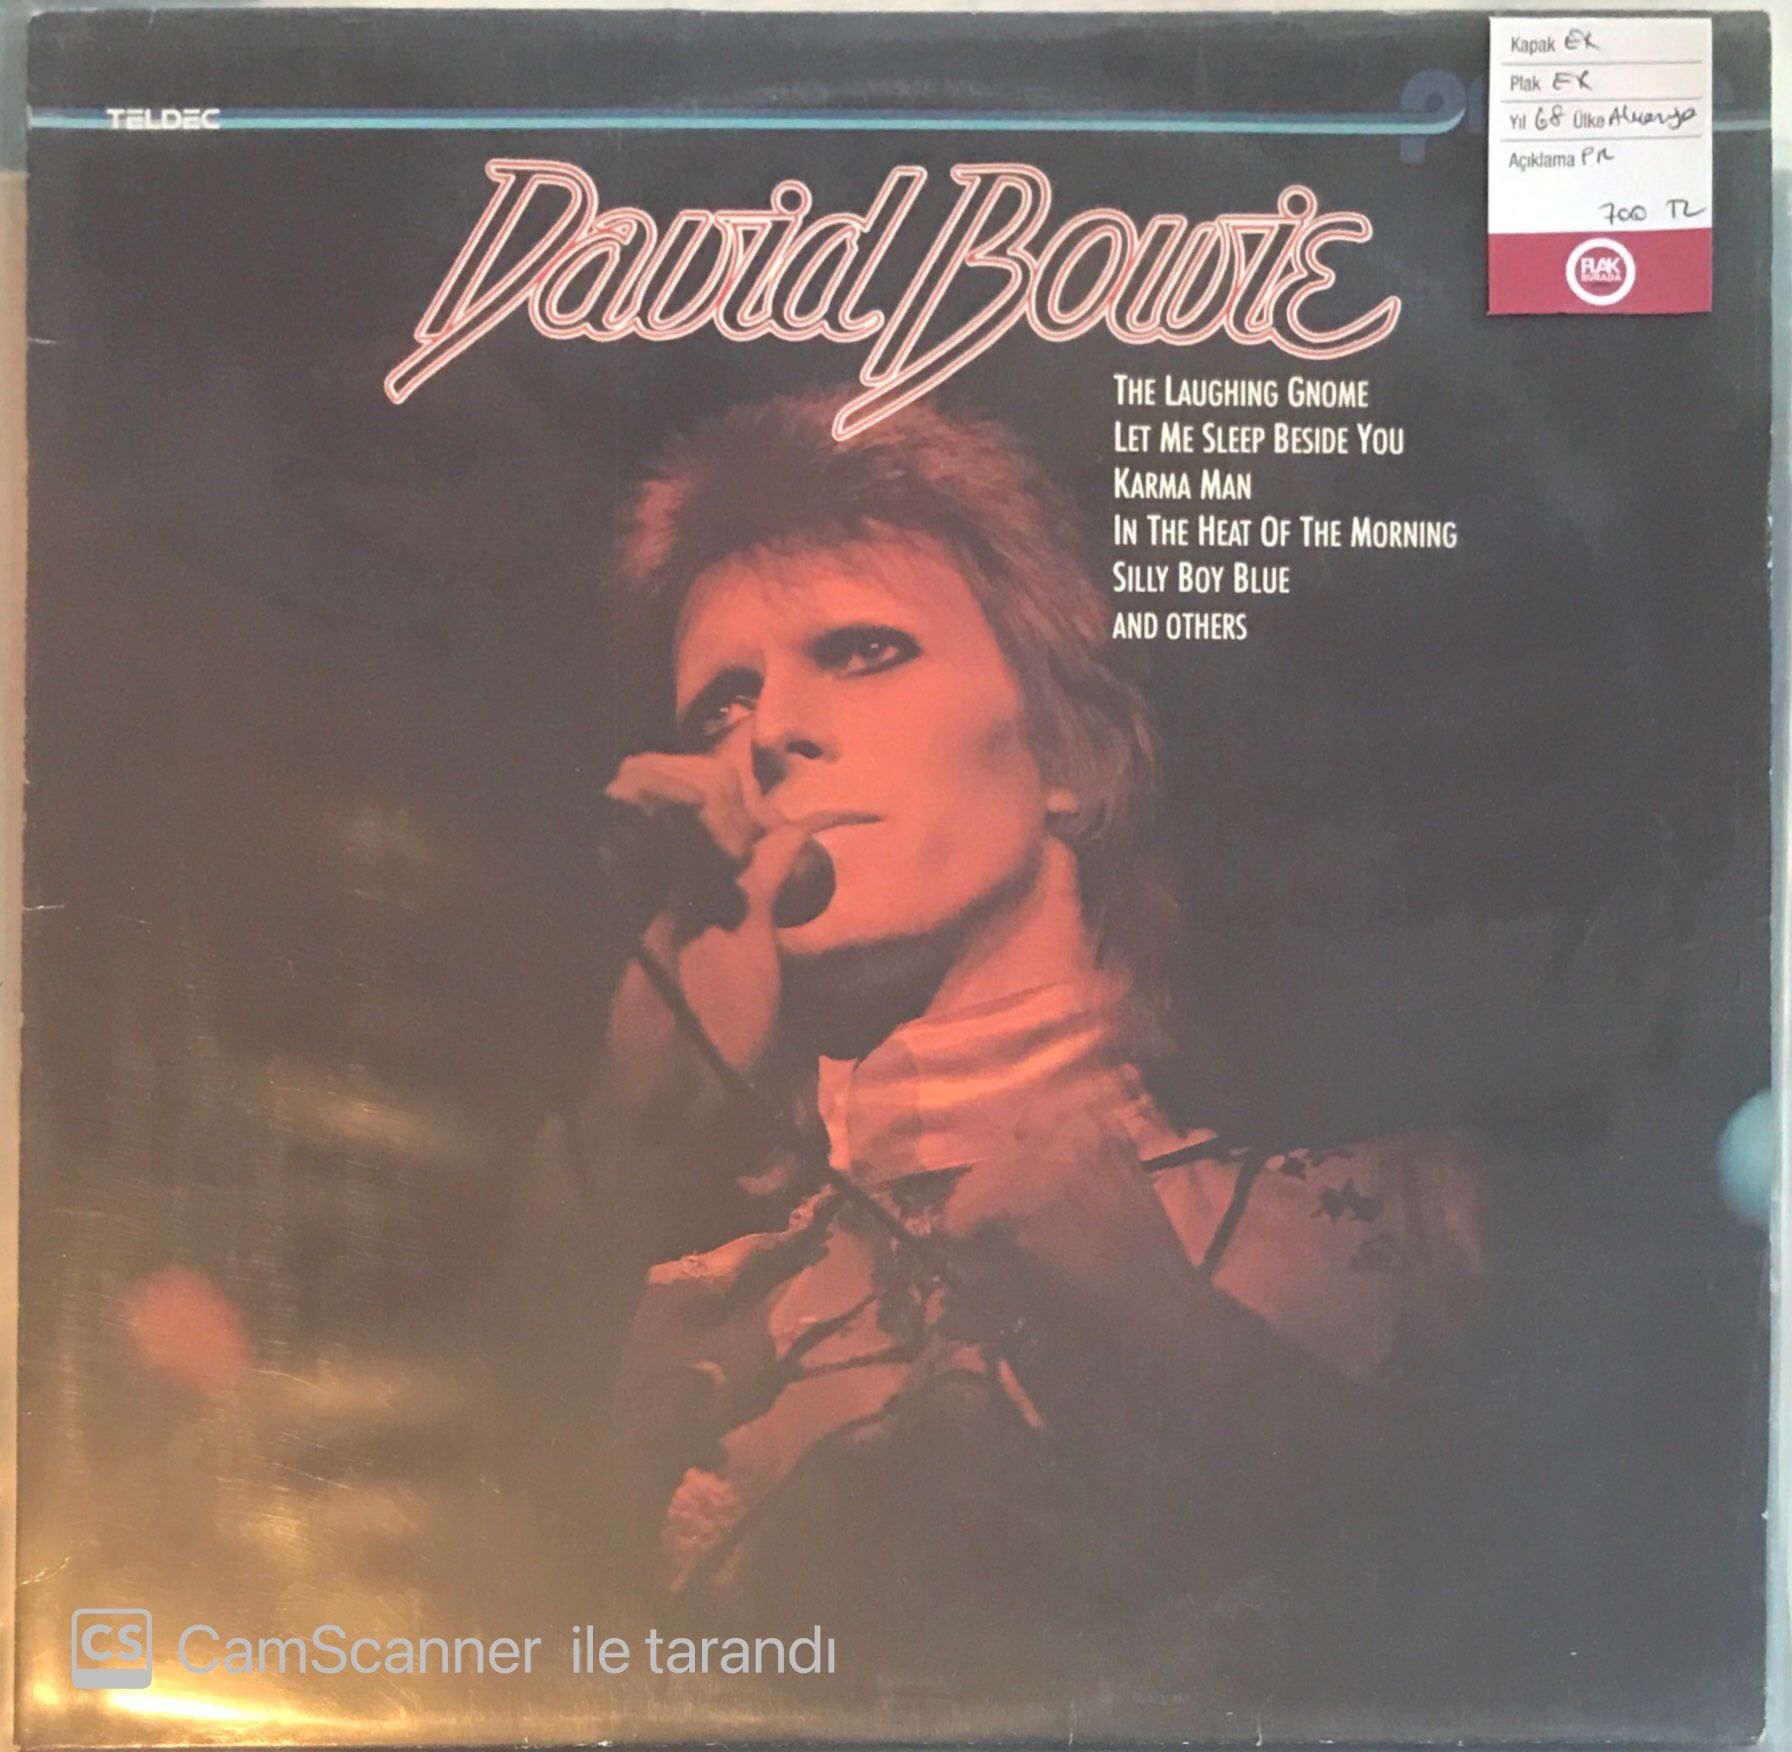 TELDEC
David Bowie
THE LAUGHING GNOME
LET ME SLEEP BESIDE YOU
KARMA MAN
IN THE HEAT OF THE MORNING
SILLY BOY BLUE
AND OTHERS
Kapak EX
Plak EX
Yıl 68 Ülke Almanya
Açıklama PR
700 TL
PLAK
BURADA
CS CamScanner ile tarandı